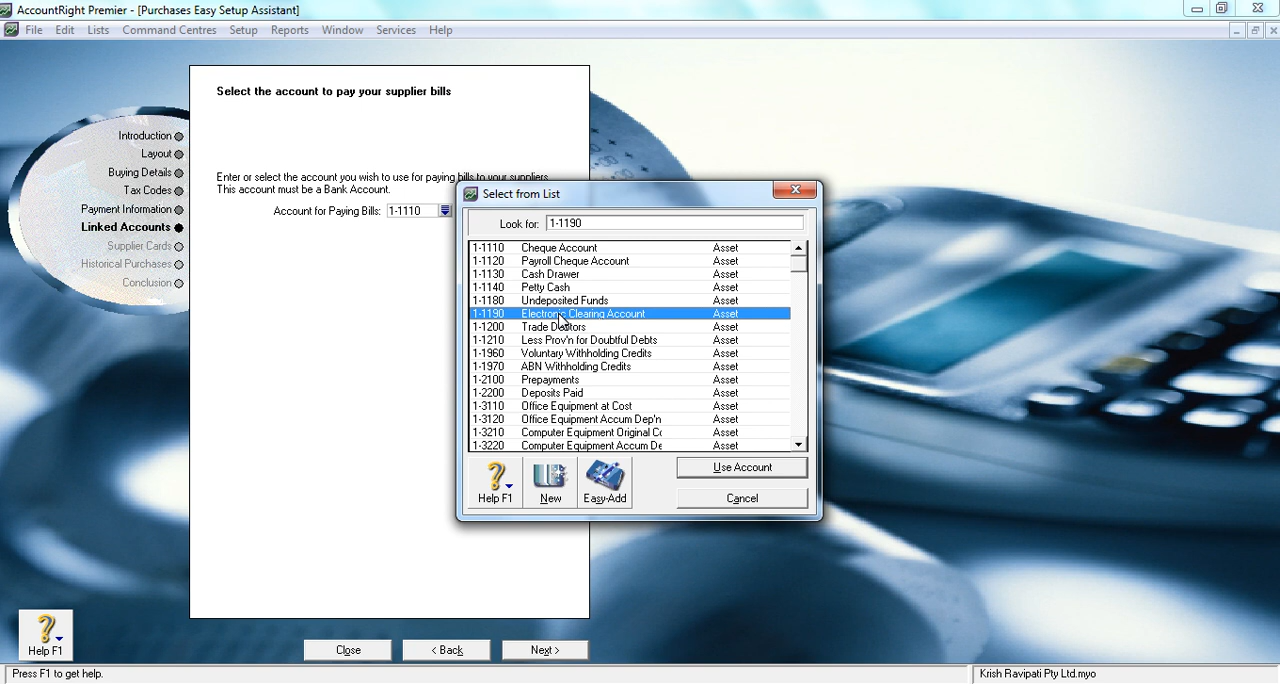 AccountRight Premier - [Purchases Easy Setup Assistant]
File Edit Lists Command Centres Setup Reports Window Services Help
Select the account to pay your supplier bills
Introduction
Layout
Buying Details
Tax Codes
Payment Information
Linked Accounts
Supplier Cards
Historical Purchases
Conclusion
Enter or select the account you wish to use for paying bills to your suppliers.
This account must be a Bank Account.
Account for Paying Bills: 1-1110
Select from List
Look for: 1-1190
1-1110 Cheque Account Asset
1-1120 Payroll Cheque Account Asset
1-1130 Cash Drawer Asset
1-1140 Petty Cash Asset
1-1180 Undeposited Funds Asset
1-1190 Electronic Clearing Account Asset
1-1200 Trade Debtors Asset
1-1210 Less Prov'n for Doubtful Debts Asset
1-1960 Voluntary Withholding Credits Asset
1-1970 ABN Withholding Credits Asset
1-2100 Prepayments Asset
1-2200 Deposits Paid Asset
1-3110 Office Equipment at Cost Asset
1-3120 Office Equipment Accum Dep'n Asset
1-3210 Computer Equipment Original Co Asset
1-3220 Computer Equipment Accum De Asset
Help F1
New
Easy-Add
Use Account
Cancel
Help F1
Close
< Back
Next >
Press F1 to get help.
Krish Ravipati Pty Ltd.myo